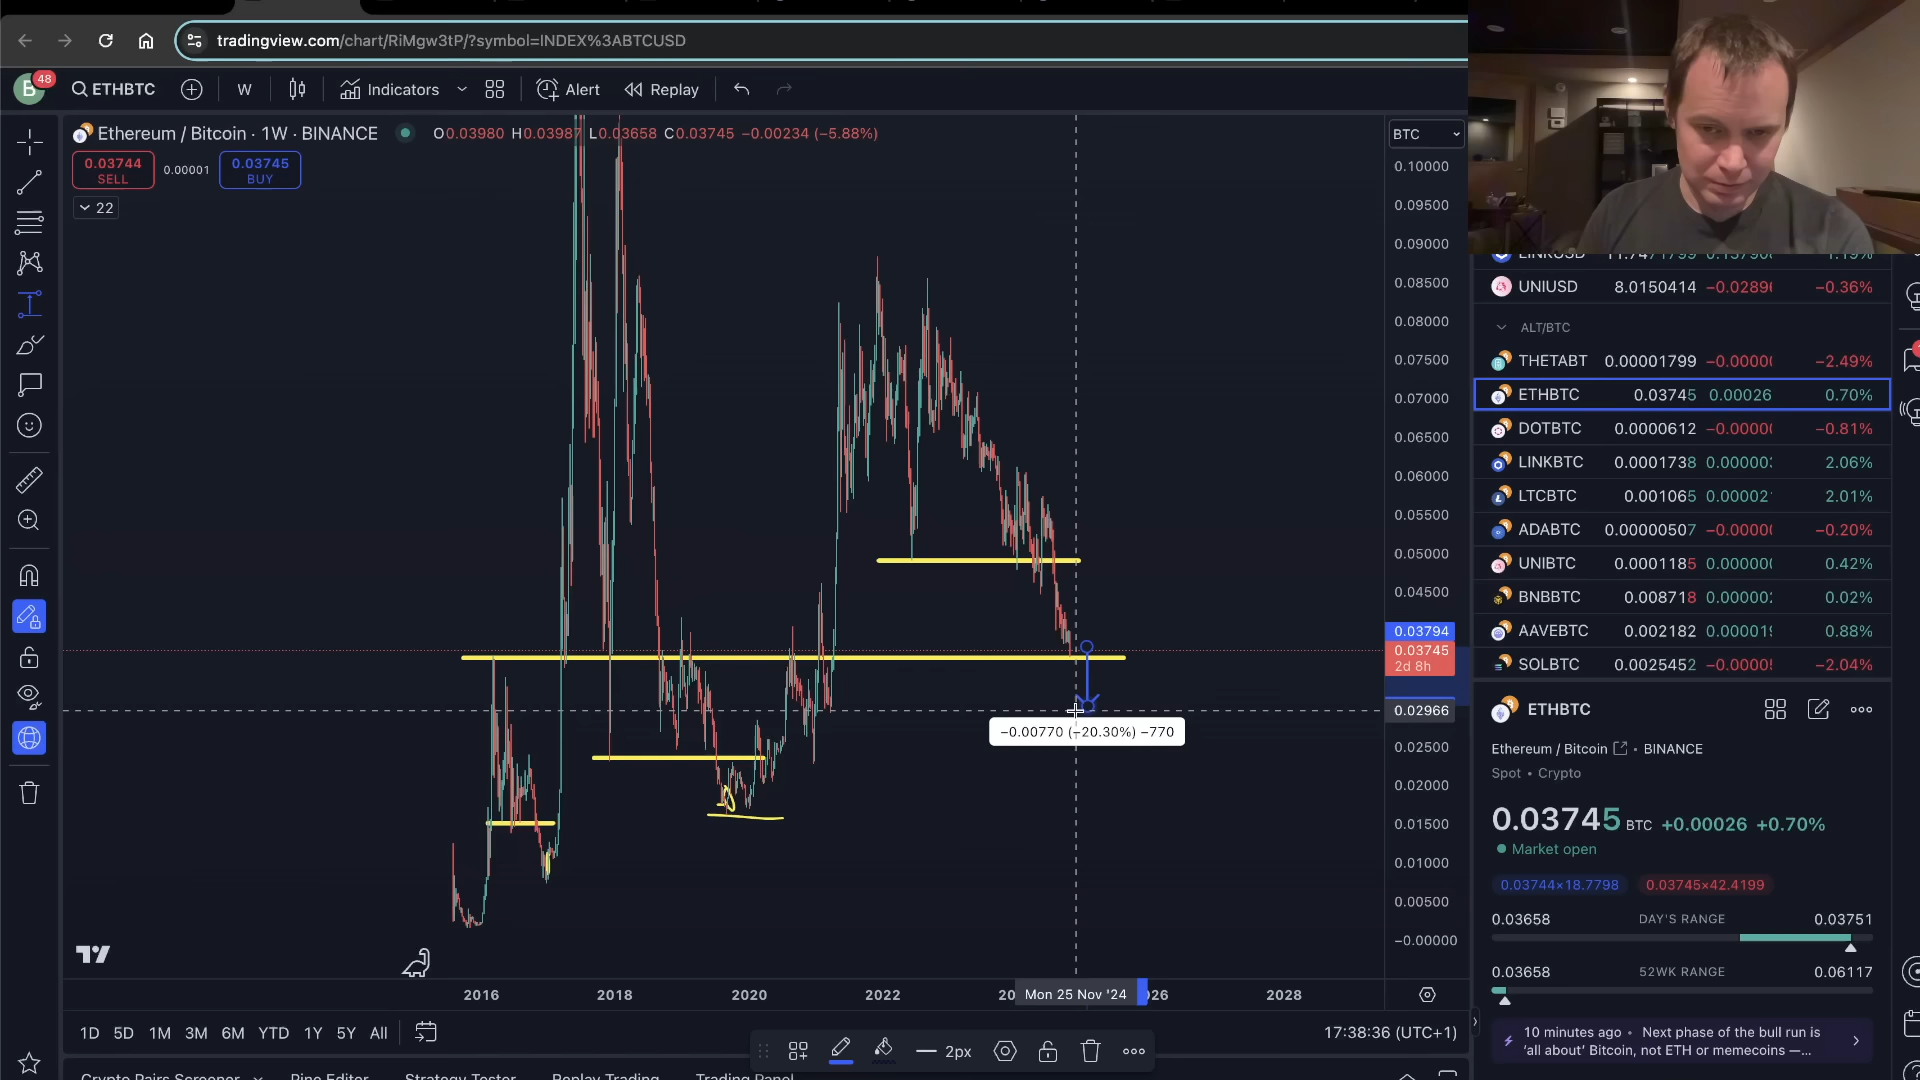 tradingview.com/chart/RiMgw3tP/?symbol=INDEX%3ABTCUSD
B 48 ETHBTC W Indicators Alert Replay
Ethereum / Bitcoin · 1W · BINANCE O0.03980 H0.03987 L0.03658 C0.03745 −0.00234 (−5.88%)
BTC
0.03744 SELL
0.00001
0.03745 BUY
22
0.10000
0.09500
0.09000
0.08500
0.08000
0.07500
0.07000
0.06500
0.06000
0.05500
0.05000
0.04500
0.03794
0.03745
2d 8h
0.02966
0.02500
0.02000
0.01500
0.01000
0.00500
−0.00000
−0.00770 (−20.30%) −770
2016 2018 2020 2022 Mon 25 Nov '24 2028
1D 5D 1M 3M 6M YTD 1Y 5Y All
17:38:36 (UTC+1)
2px
UNIUSD 8.0150414 −0.36%
ALT/BTC
THETABT 0.00001799 −2.49%
ETHBTC 0.03745 0.00026 0.70%
DOTBTC 0.0000612 −0.81%
LINKBTC 0.0001738 2.06%
LTCBTC 0.001065 2.01%
ADABTC 0.00000507 −0.20%
UNIBTC 0.0001185 0.42%
BNBBTC 0.008718 0.02%
AAVEBTC 0.002182 0.88%
SOLBTC 0.0025452 −2.04%
ETHBTC
Ethereum / Bitcoin • BINANCE
Spot • Crypto
0.03745 BTC +0.00026 +0.70%
Market open
0.03744×18.7798 0.03745×42.4199
0.03658 DAY'S RANGE 0.03751
0.03658 52WK RANGE 0.06117
10 minutes ago • Next phase of the bull run is
'all about' Bitcoin, not ETH or memecoins —...